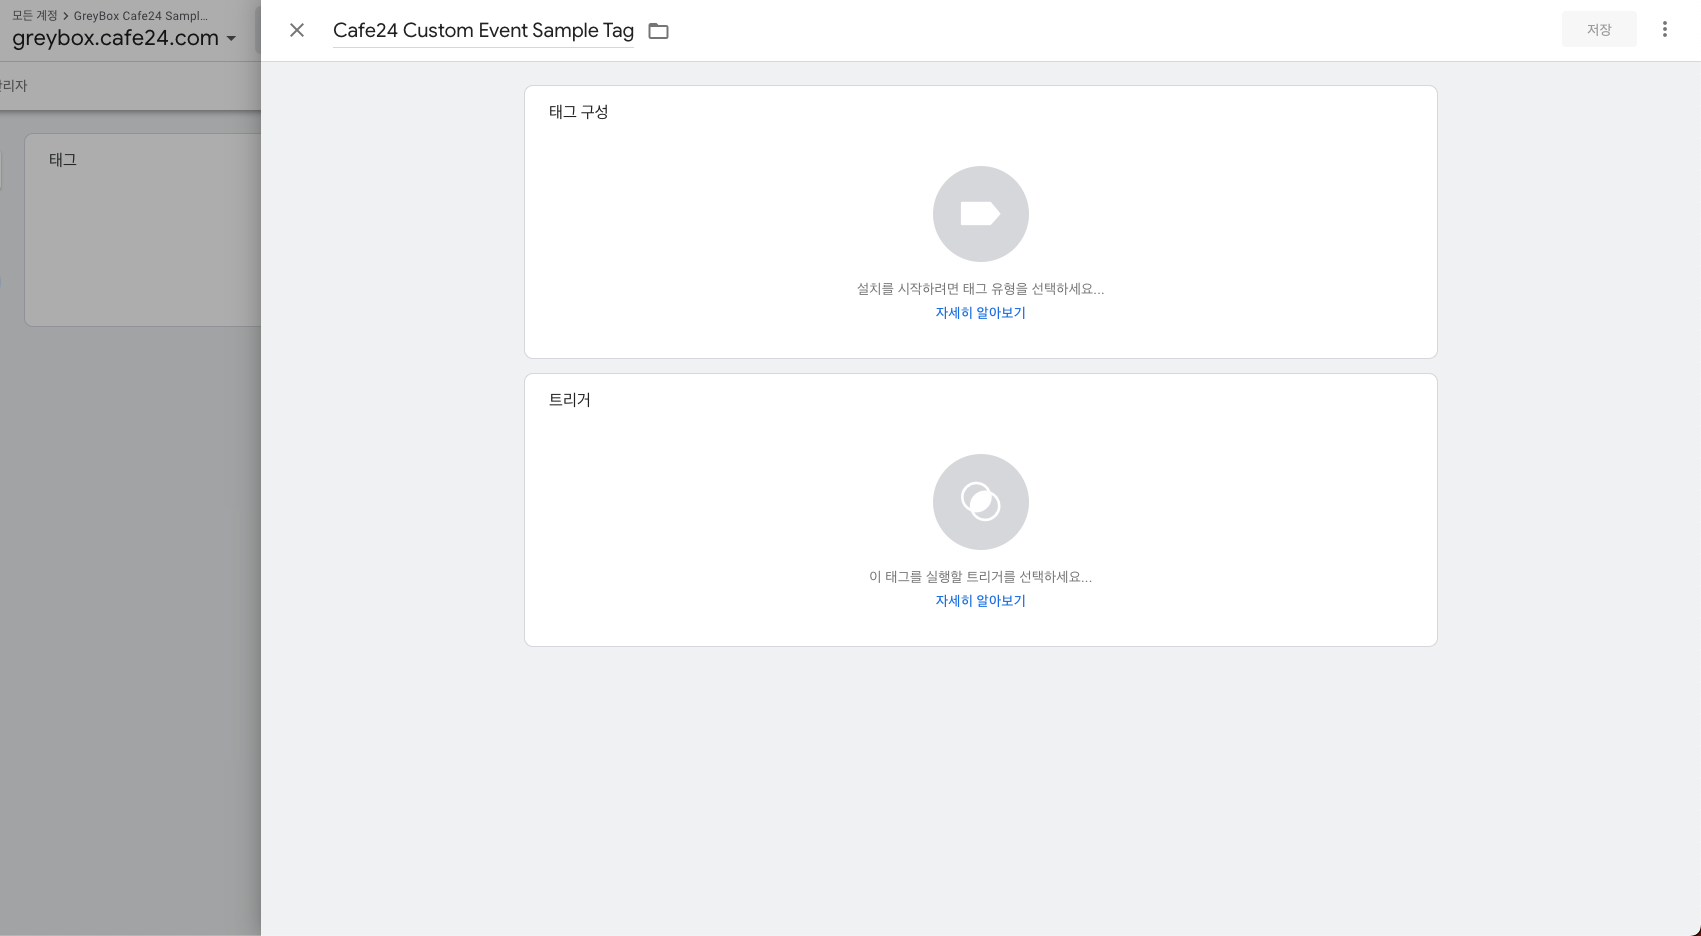 모든 계정 > GreyBox Cafe24 Sampl...
greybox.cafe24.com
Cafe24 Custom Event Sample Tag
저장
관리자
태그
태그 구성
설치를 시작하려면 태그 유형을 선택하세요...
자세히 알아보기
트리거
이 태그를 실행할 트리거를 선택하세요...
자세히 알아보기